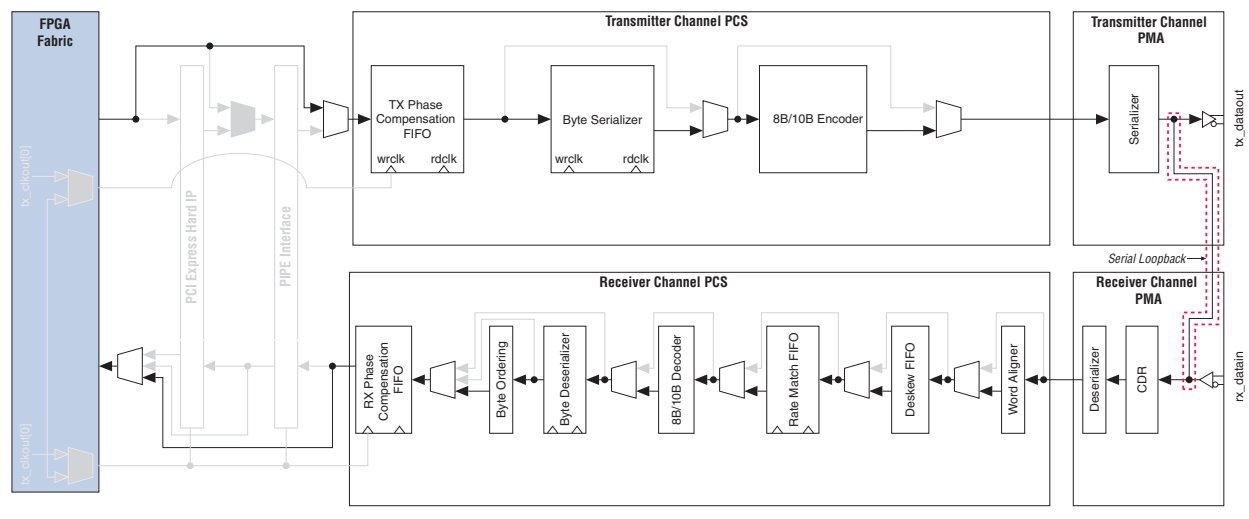 FPGA
Fabric
Transmitter Channel PCS
Transmitter Channel
PMA
TX Phase
Compensation
FIFO
wrclk
rdclk
Byte Serializer
wrclk
rdclk
8B/10B Encoder
Serializer
tx_dataout
tx_clkout[0]
PCI Express Hard IP
PIPE Interface
Serial Loopback
Receiver Channel PCS
Receiver Channel
PMA
RX Phase
Compensation
FIFO
Byte Ordering
Byte Deserializer
8B/10B Decoder
Rate Match FIFO
Deskew FIFO
Word Aligner
Deserializer
CDR
rx_datain
tx_clkout[0]